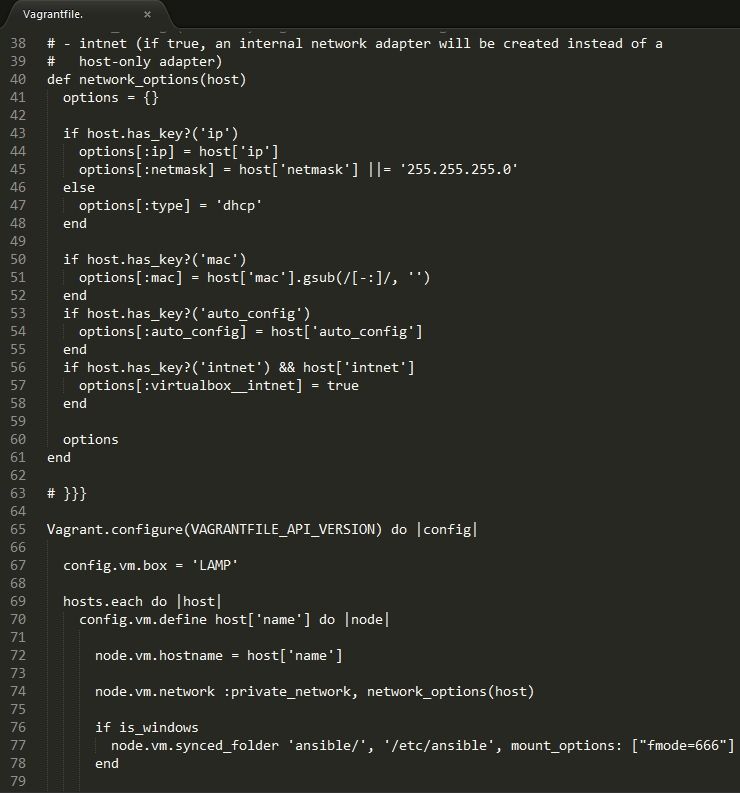 Vagrantfile. ×
38 # - intnet (if true, an internal network adapter will be created instead of a
39 #   host-only adapter)
40 def network_options(host)
41   options = {}
42
43   if host.has_key?('ip')
44     options[:ip] = host['ip']
45     options[:netmask] = host['netmask'] ||= '255.255.255.0'
46   else
47     options[:type] = 'dhcp'
48   end
49
50   if host.has_key?('mac')
51     options[:mac] = host['mac'].gsub(/[-:]/, '')
52   end
53   if host.has_key?('auto_config')
54     options[:auto_config] = host['auto_config']
55   end
56   if host.has_key?('intnet') && host['intnet']
57     options[:virtualbox__intnet] = true
58   end
59
60   options
61 end
62
63 # }}}
64
65 Vagrant.configure(VAGRANTFILE_API_VERSION) do |config|
66
67   config.vm.box = 'LAMP'
68
69   hosts.each do |host|
70     config.vm.define host['name'] do |node|
71
72       node.vm.hostname = host['name']
73
74       node.vm.network :private_network, network_options(host)
75
76       if is_windows
77         node.vm.synced_folder 'ansible/', '/etc/ansible', mount_options: ["fmode=666"]
78       end
79